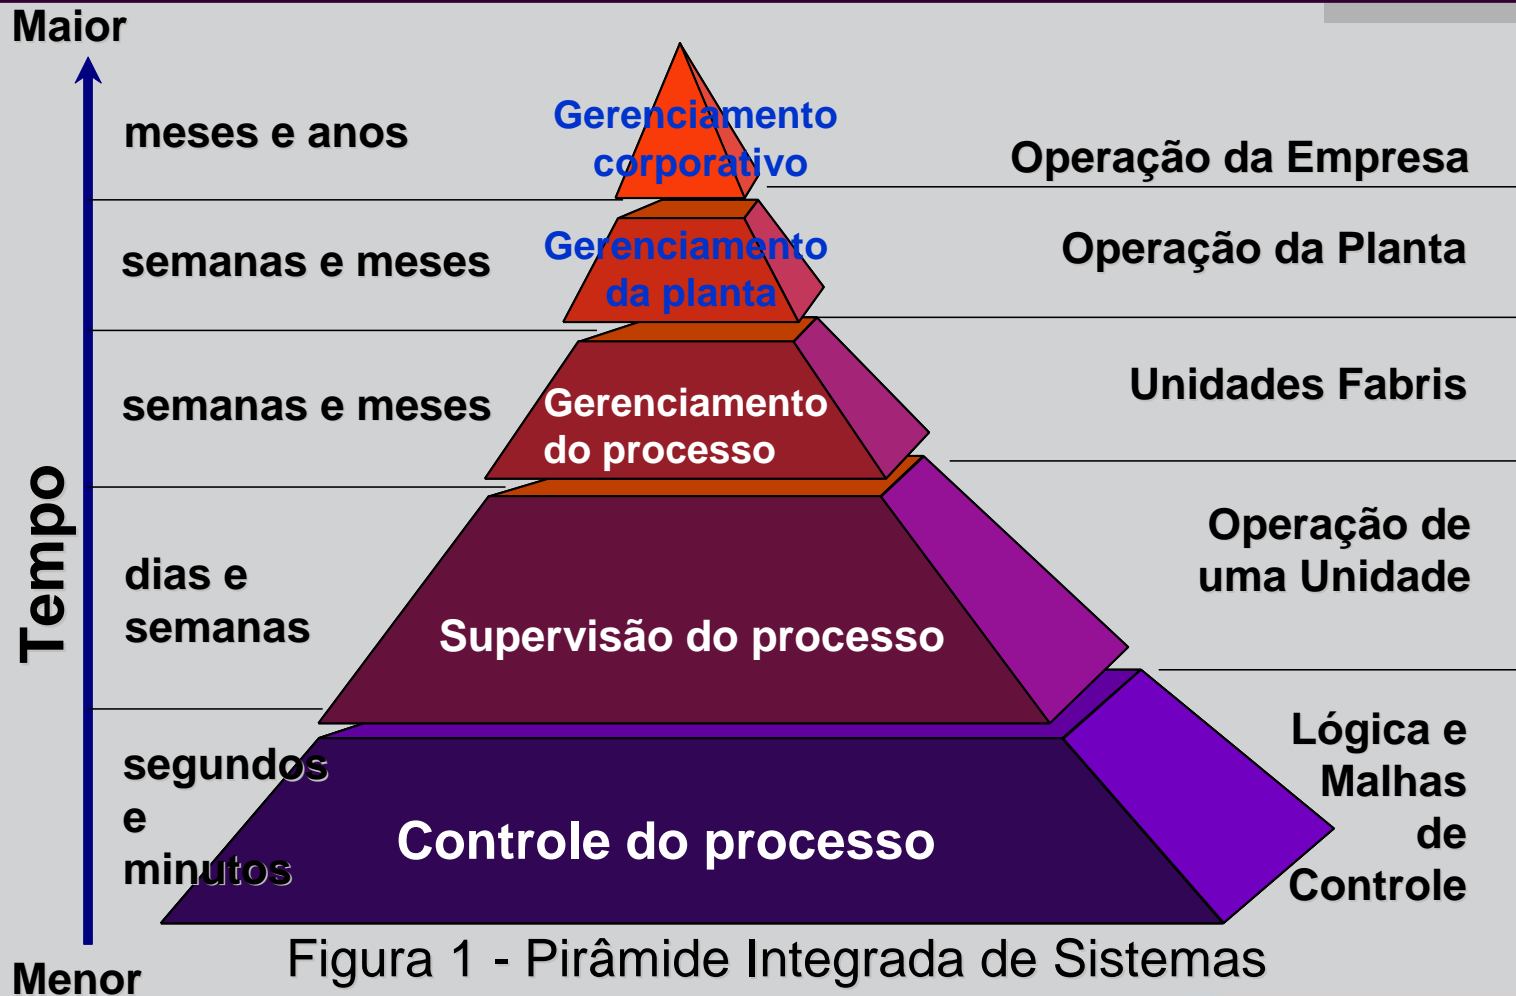 Maior
meses e anos
Gerenciamento
corporativo
Operação da Empresa
semanas e meses
Gerenciamento
da planta
Operação da Planta
semanas e meses
Gerenciamento
do processo
Unidades Fabris
Tempo
dias e
semanas
Supervisão do processo
Operação de
uma Unidade
segundos
e
minutos
Controle do processo
Lógica e
Malhas
de
Controle
Menor
Figura 1 - Pirâmide Integrada de Sistemas